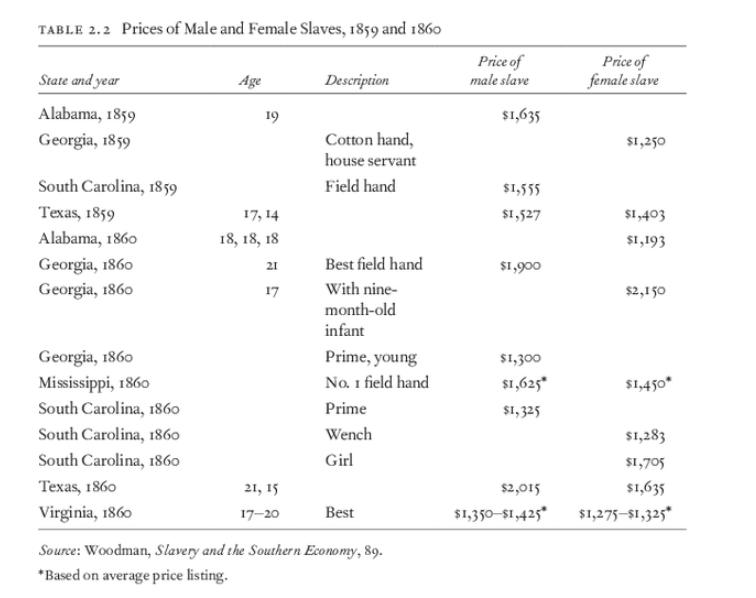 TABLE 2.2 Prices of Male and Female Slaves, 1859 and 1860
Price of Price of
State and year Age Description male slave female slave
Alabama, 1859 19 $1,635
Georgia, 1859 Cotton hand, $1,250
house servant
South Carolina, 1859 Field hand $1,555
Texas, 1859 17, 14 $1,527 $1,403
Alabama, 1860 18, 18, 18 $1,193
Georgia, 1860 21 Best field hand $1,900
Georgia, 1860 17 With nine- $2,150
month-old
infant
Georgia, 1860 Prime, young $1,300
Mississippi, 1860 No. 1 field hand $1,625* $1,450*
South Carolina, 1860 Prime $1,325
South Carolina, 1860 Wench $1,283
South Carolina, 1860 Girl $1,705
Texas, 1860 21, 15 $2,015 $1,635
Virginia, 1860 17–20 Best $1,350–$1,425* $1,275–$1,325*
Source: Woodman, Slavery and the Southern Economy, 89.
*Based on average price listing.